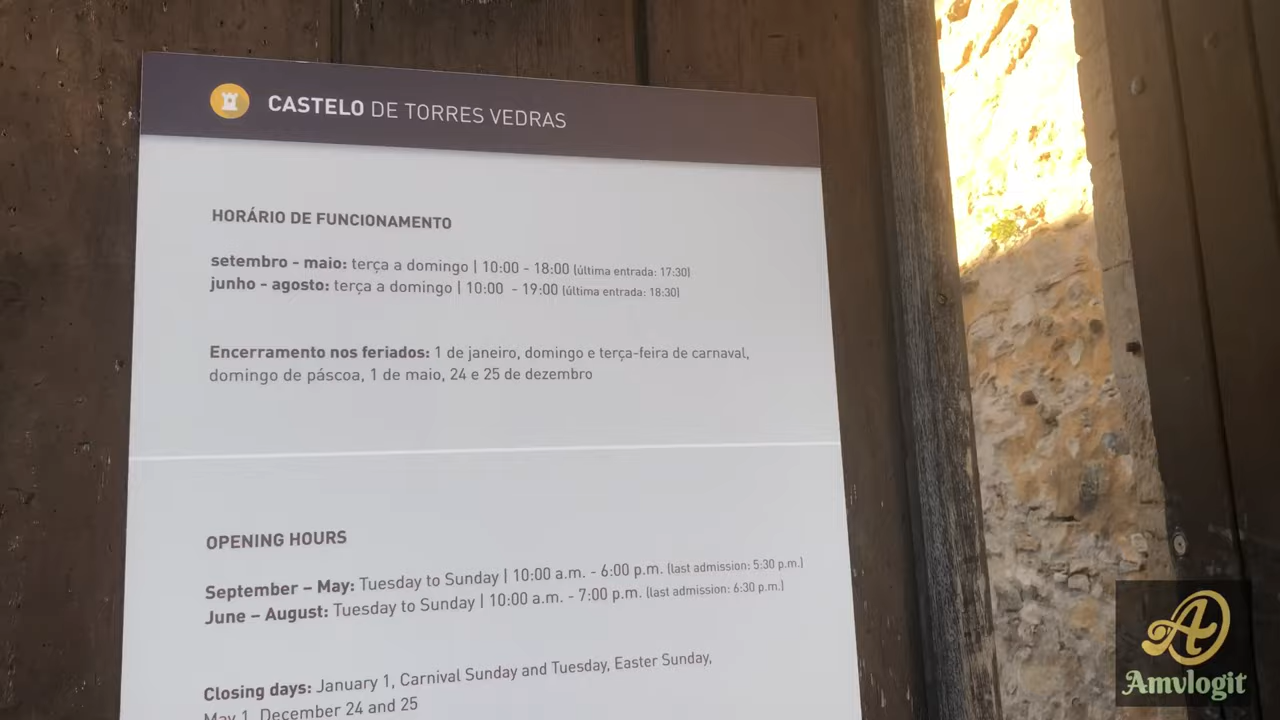 CASTELO DE TORRES VEDRAS
HORÁRIO DE FUNCIONAMENTO
setembro - maio: terça a domingo | 10:00 - 18:00 (última entrada: 17:30)
junho - agosto: terça a domingo | 10:00 - 19:00 (última entrada: 18:30)
Encerramento nos feriados: 1 de janeiro, domingo e terça-feira de carnaval,
domingo de páscoa, 1 de maio, 24 e 25 de dezembro
OPENING HOURS
September – May: Tuesday to Sunday | 10:00 a.m. - 6:00 p.m. (last admission: 5:30 p.m.)
June – August: Tuesday to Sunday | 10:00 a.m. - 7:00 p.m. (last admission: 6:30 p.m.)
Closing days: January 1, Carnival Sunday and Tuesday, Easter Sunday,
May 1, December 24 and 25
A
Amvlogit